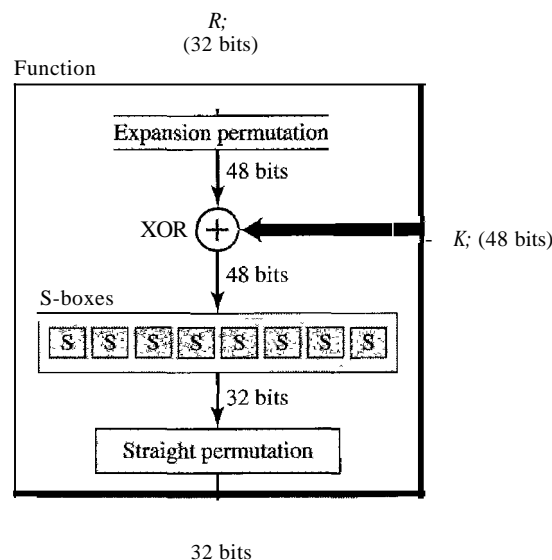 R;
(32 bits)
Function
Expansion permutation
48 bits
XOR
K; (48 bits)
48 bits
S-boxes
S S S S S S S S
32 bits
Straight permutation
32 bits